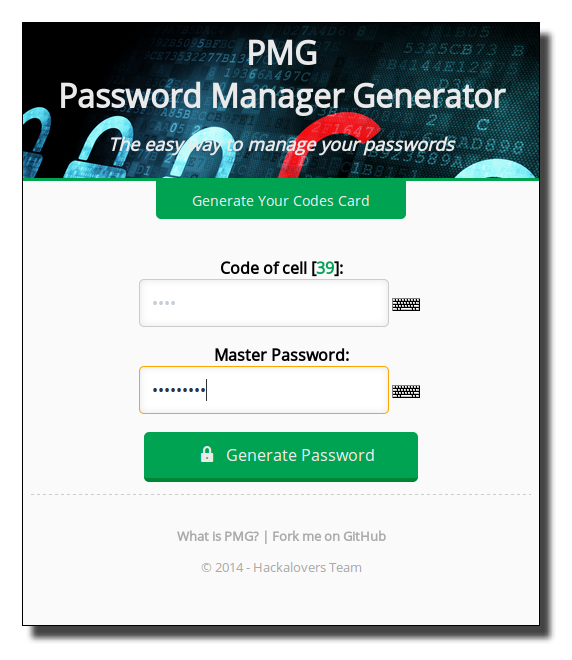 PMG
Password Manager Generator
The easy way to manage your passwords
Generate Your Codes Card
Code of cell [39]:
••••
Master Password:
•••••••••
Generate Password
What is PMG? | Fork me on GitHub
© 2014 - Hackalovers Team